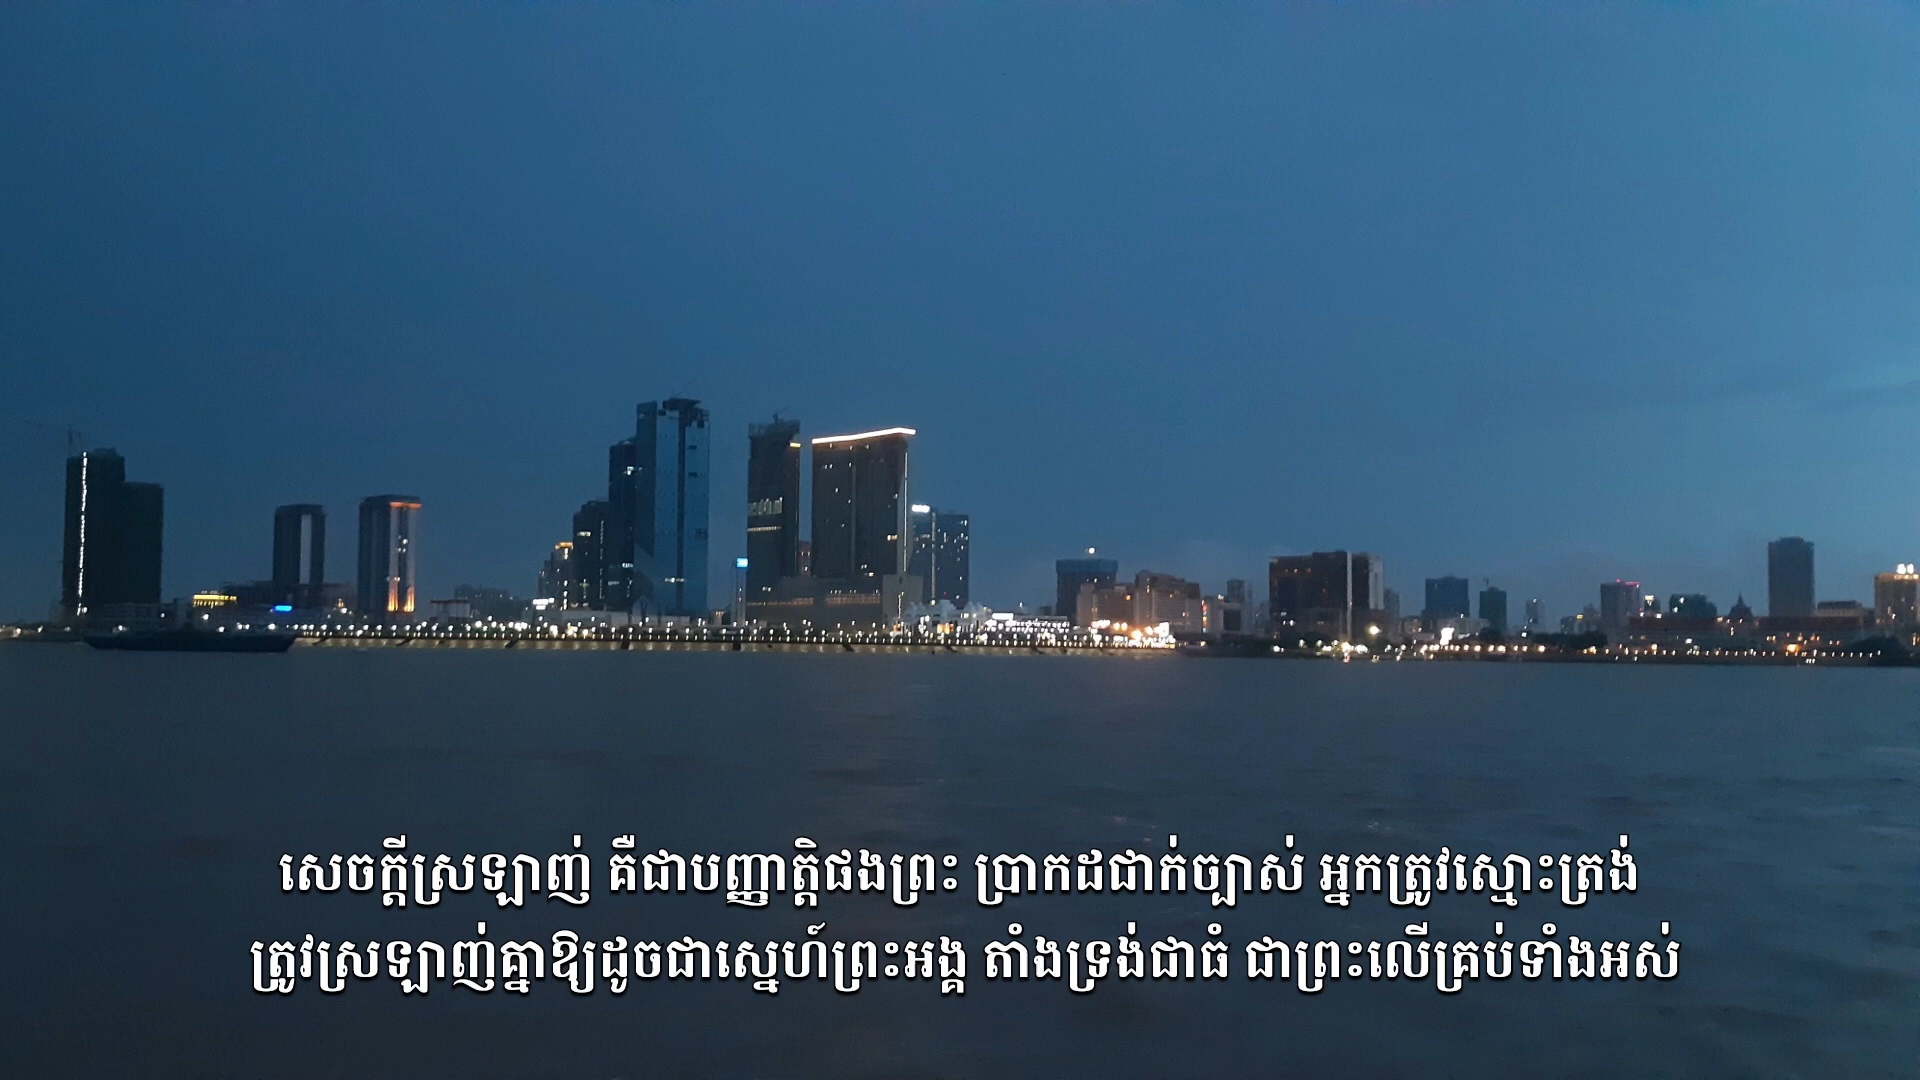 សេចក្ដីស្រឡាញ់ គឺជាបញ្ញាត្តិផងព្រះ ប្រាកដជាក់ច្បាស់ អ្នកត្រូវស្មោះត្រង់
ត្រូវស្រឡាញ់គ្នាឱ្យដូចជាស្នេហ៍ព្រះអង្គ តាំងទ្រង់ជាធំ ជាព្រះលើគ្រប់ទាំងអស់